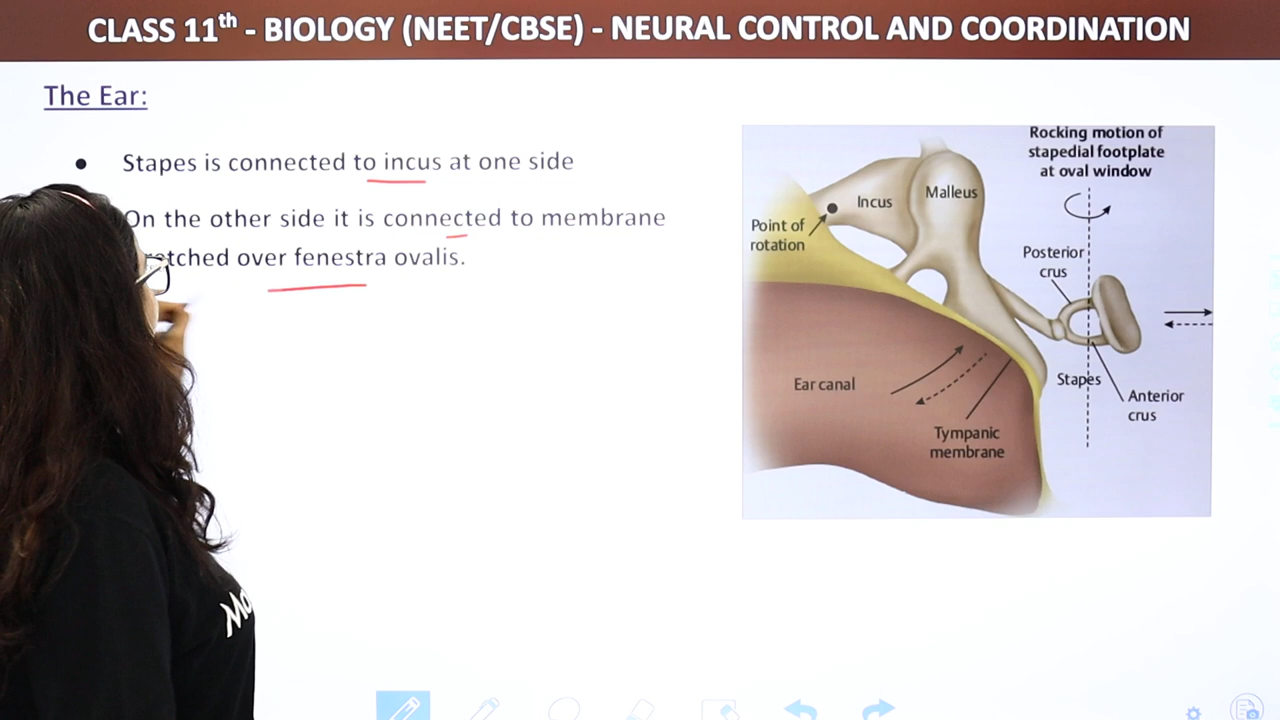 CLASS 11th - BIOLOGY (NEET/CBSE) - NEURAL CONTROL AND COORDINATION
The Ear:
● Stapes is connected to incus at one side
On the other side it is connected to membrane
over fenestra ovalis.
Rocking motion of
stapedial footplate
at oval window
Incus
Malleus
Point of
rotation
Posterior
crus
Ear canal
Stapes
Anterior
crus
Tympanic
membrane